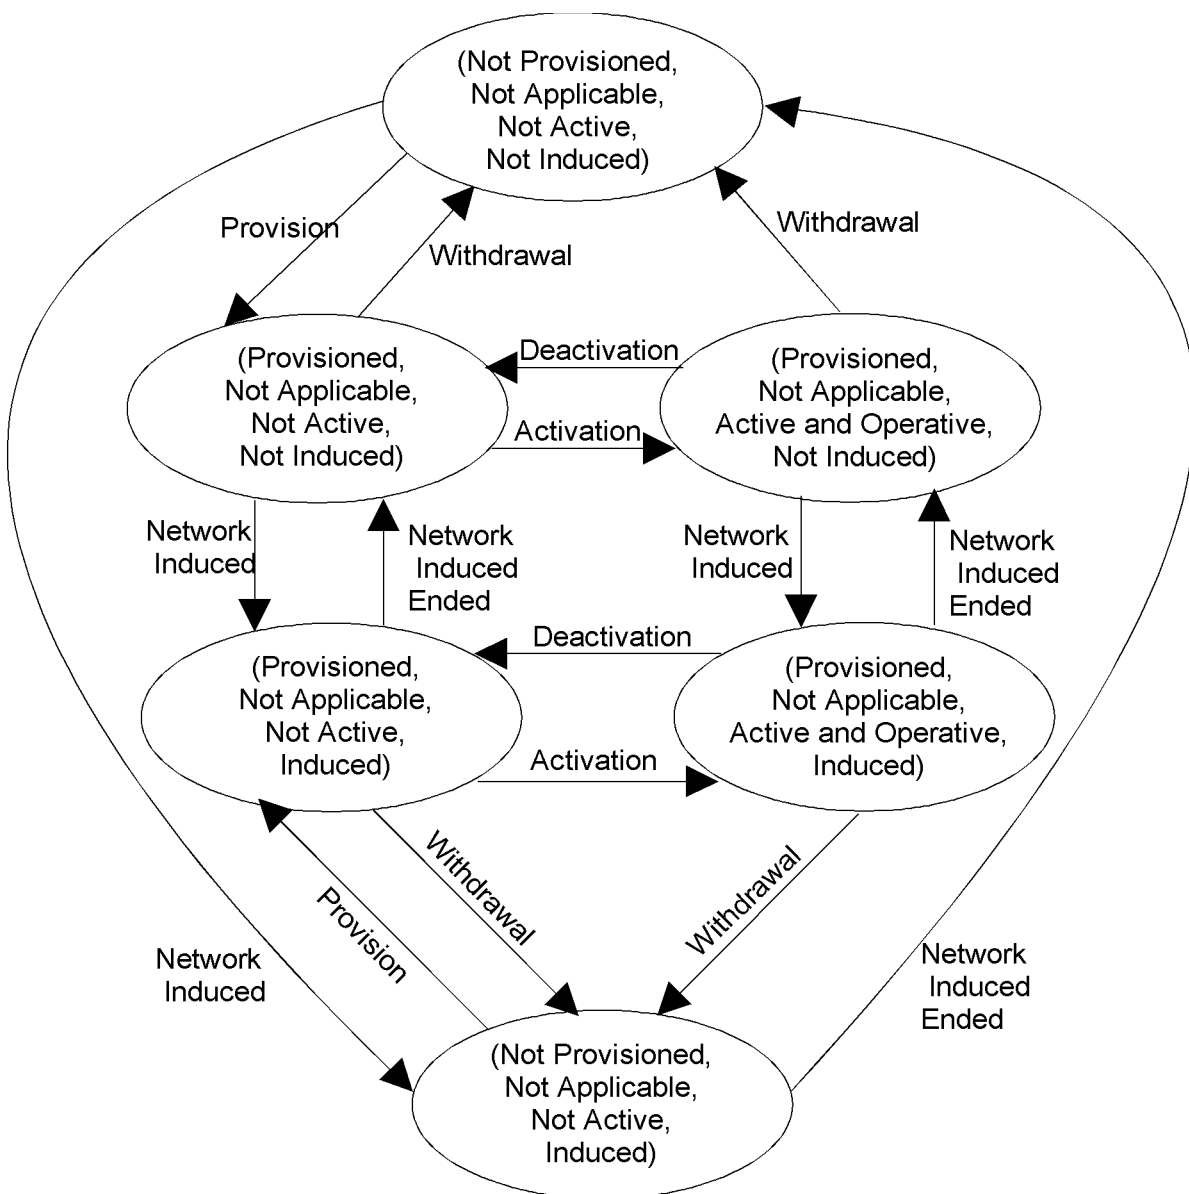 (Not Provisioned,
Not Applicable,
Not Active,
Not Induced)
Provision
Withdrawal
Withdrawal
(Provisioned,
Not Applicable,
Not Active,
Not Induced)
Deactivation
Activation
(Provisioned,
Not Applicable,
Active and Operative,
Not Induced)
Network
Induced
Network
Induced
Ended
Network
Induced
Network
Induced
Ended
(Provisioned,
Not Applicable,
Not Active,
Induced)
Deactivation
Activation
(Provisioned,
Not Applicable,
Active and Operative,
Induced)
Withdrawal
Provision
Withdrawal
Network
Induced
Network
Induced
Ended
(Not Provisioned,
Not Applicable,
Not Active,
Induced)